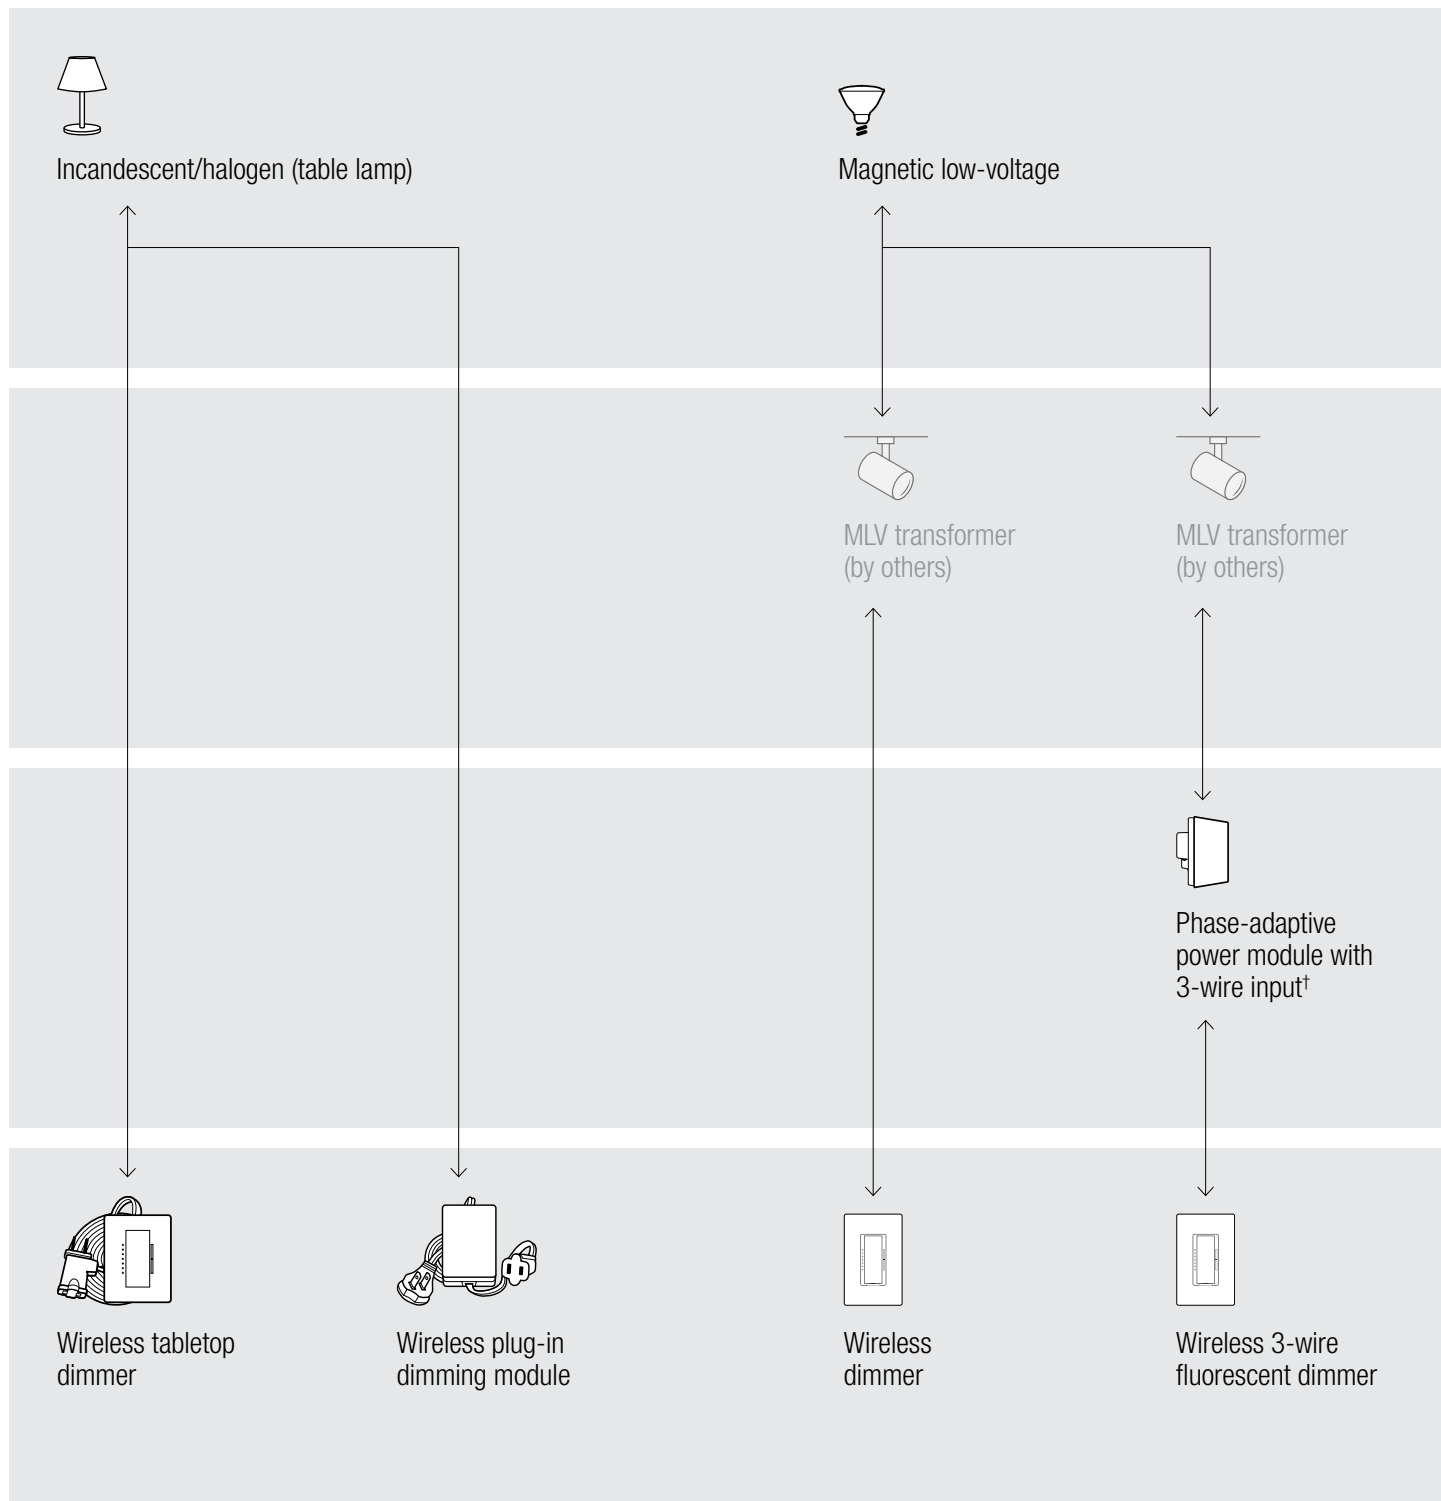 Incandescent/halogen (table lamp)
Magnetic low-voltage
MLV transformer
(by others)
MLV transformer
(by others)
Phase-adaptive
power module with
3-wire input†
Wireless tabletop
dimmer
Wireless plug-in
dimming module
Wireless
dimmer
Wireless 3-wire
fluorescent dimmer